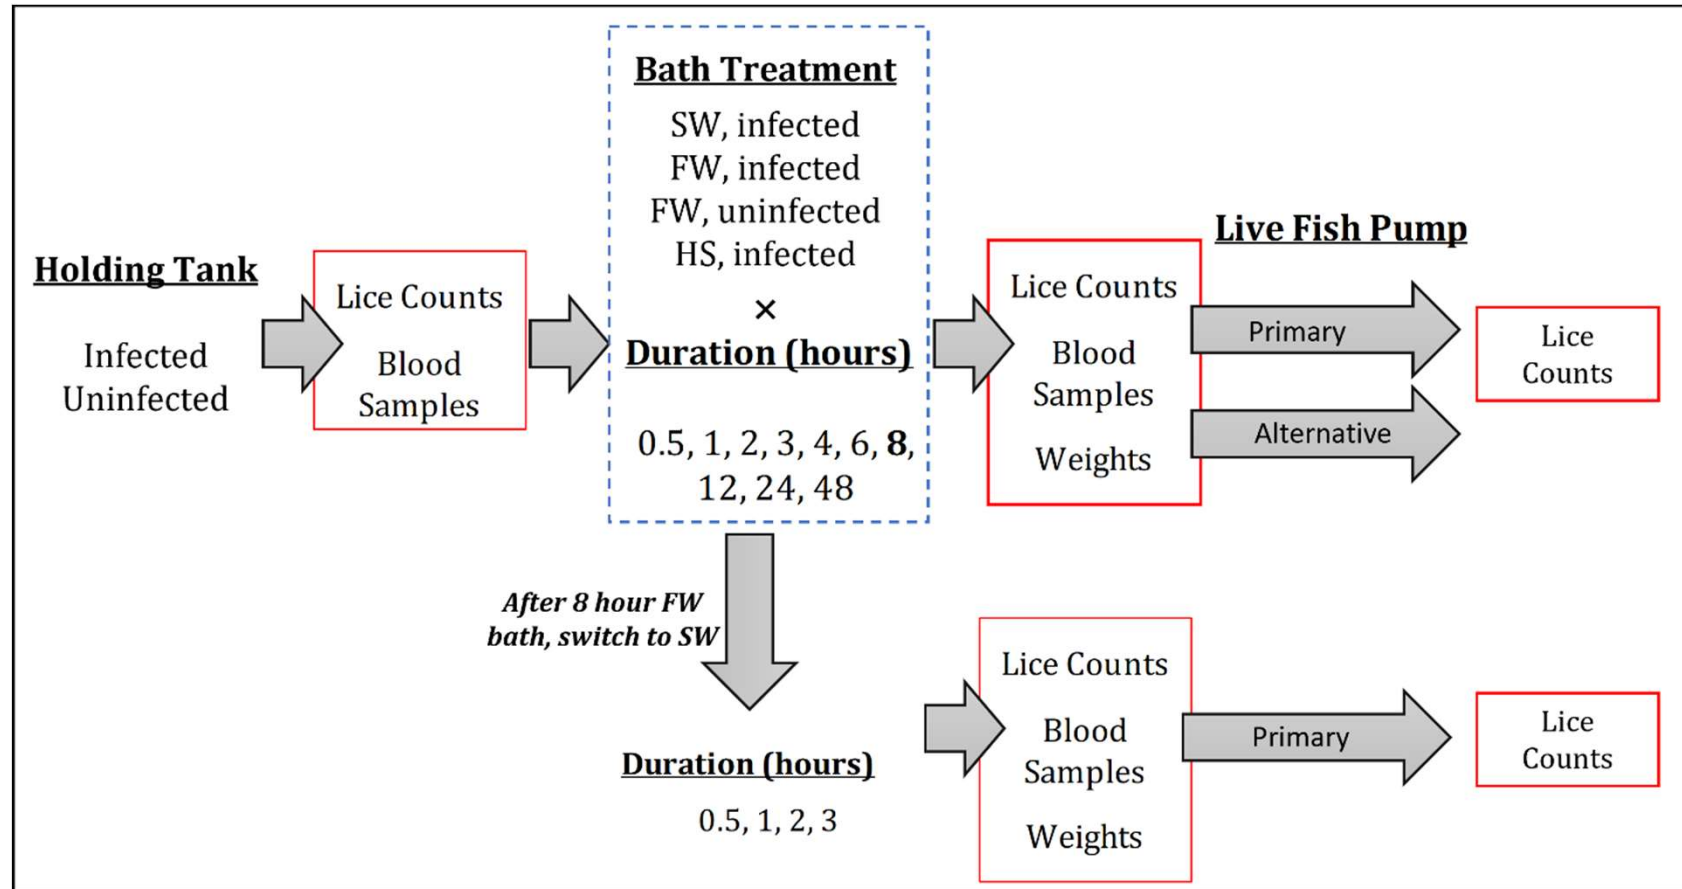 Holding Tank
Infected
Uninfected
Lice Counts
Blood
Samples
Bath Treatment
SW, infected
FW, infected
FW, uninfected
HS, infected
×
Duration (hours)
0.5, 1, 2, 3, 4, 6, 8,
12, 24, 48
Lice Counts
Blood
Samples
Weights
Live Fish Pump
Primary
Alternative
Lice
Counts
After 8 hour FW
bath, switch to SW
Duration (hours)
0.5, 1, 2, 3
Lice Counts
Blood
Samples
Weights
Primary
Lice
Counts